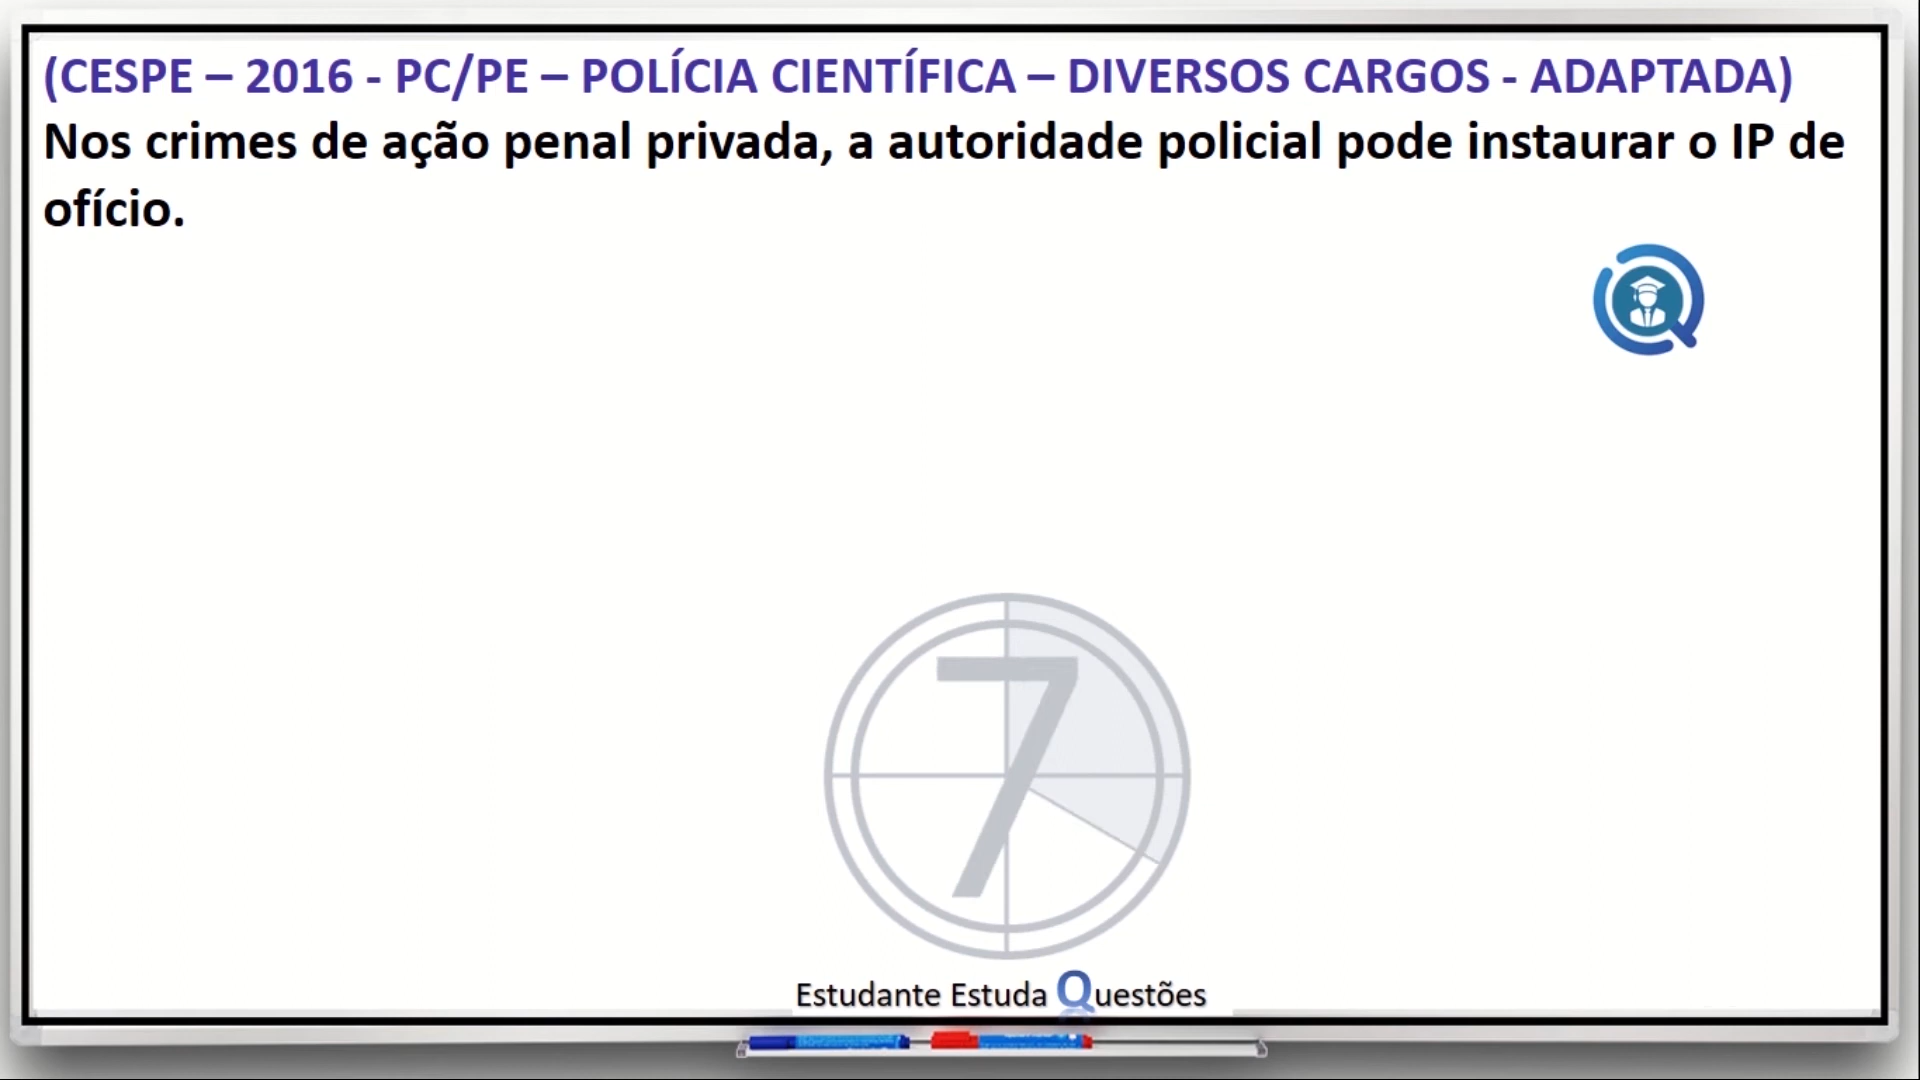 (CESPE – 2016 - PC/PE – POLÍCIA CIENTÍFICA – DIVERSOS CARGOS - ADAPTADA)
Nos crimes de ação penal privada, a autoridade policial pode instaurar o IP de
ofício.
7
Estudante Estuda Questões